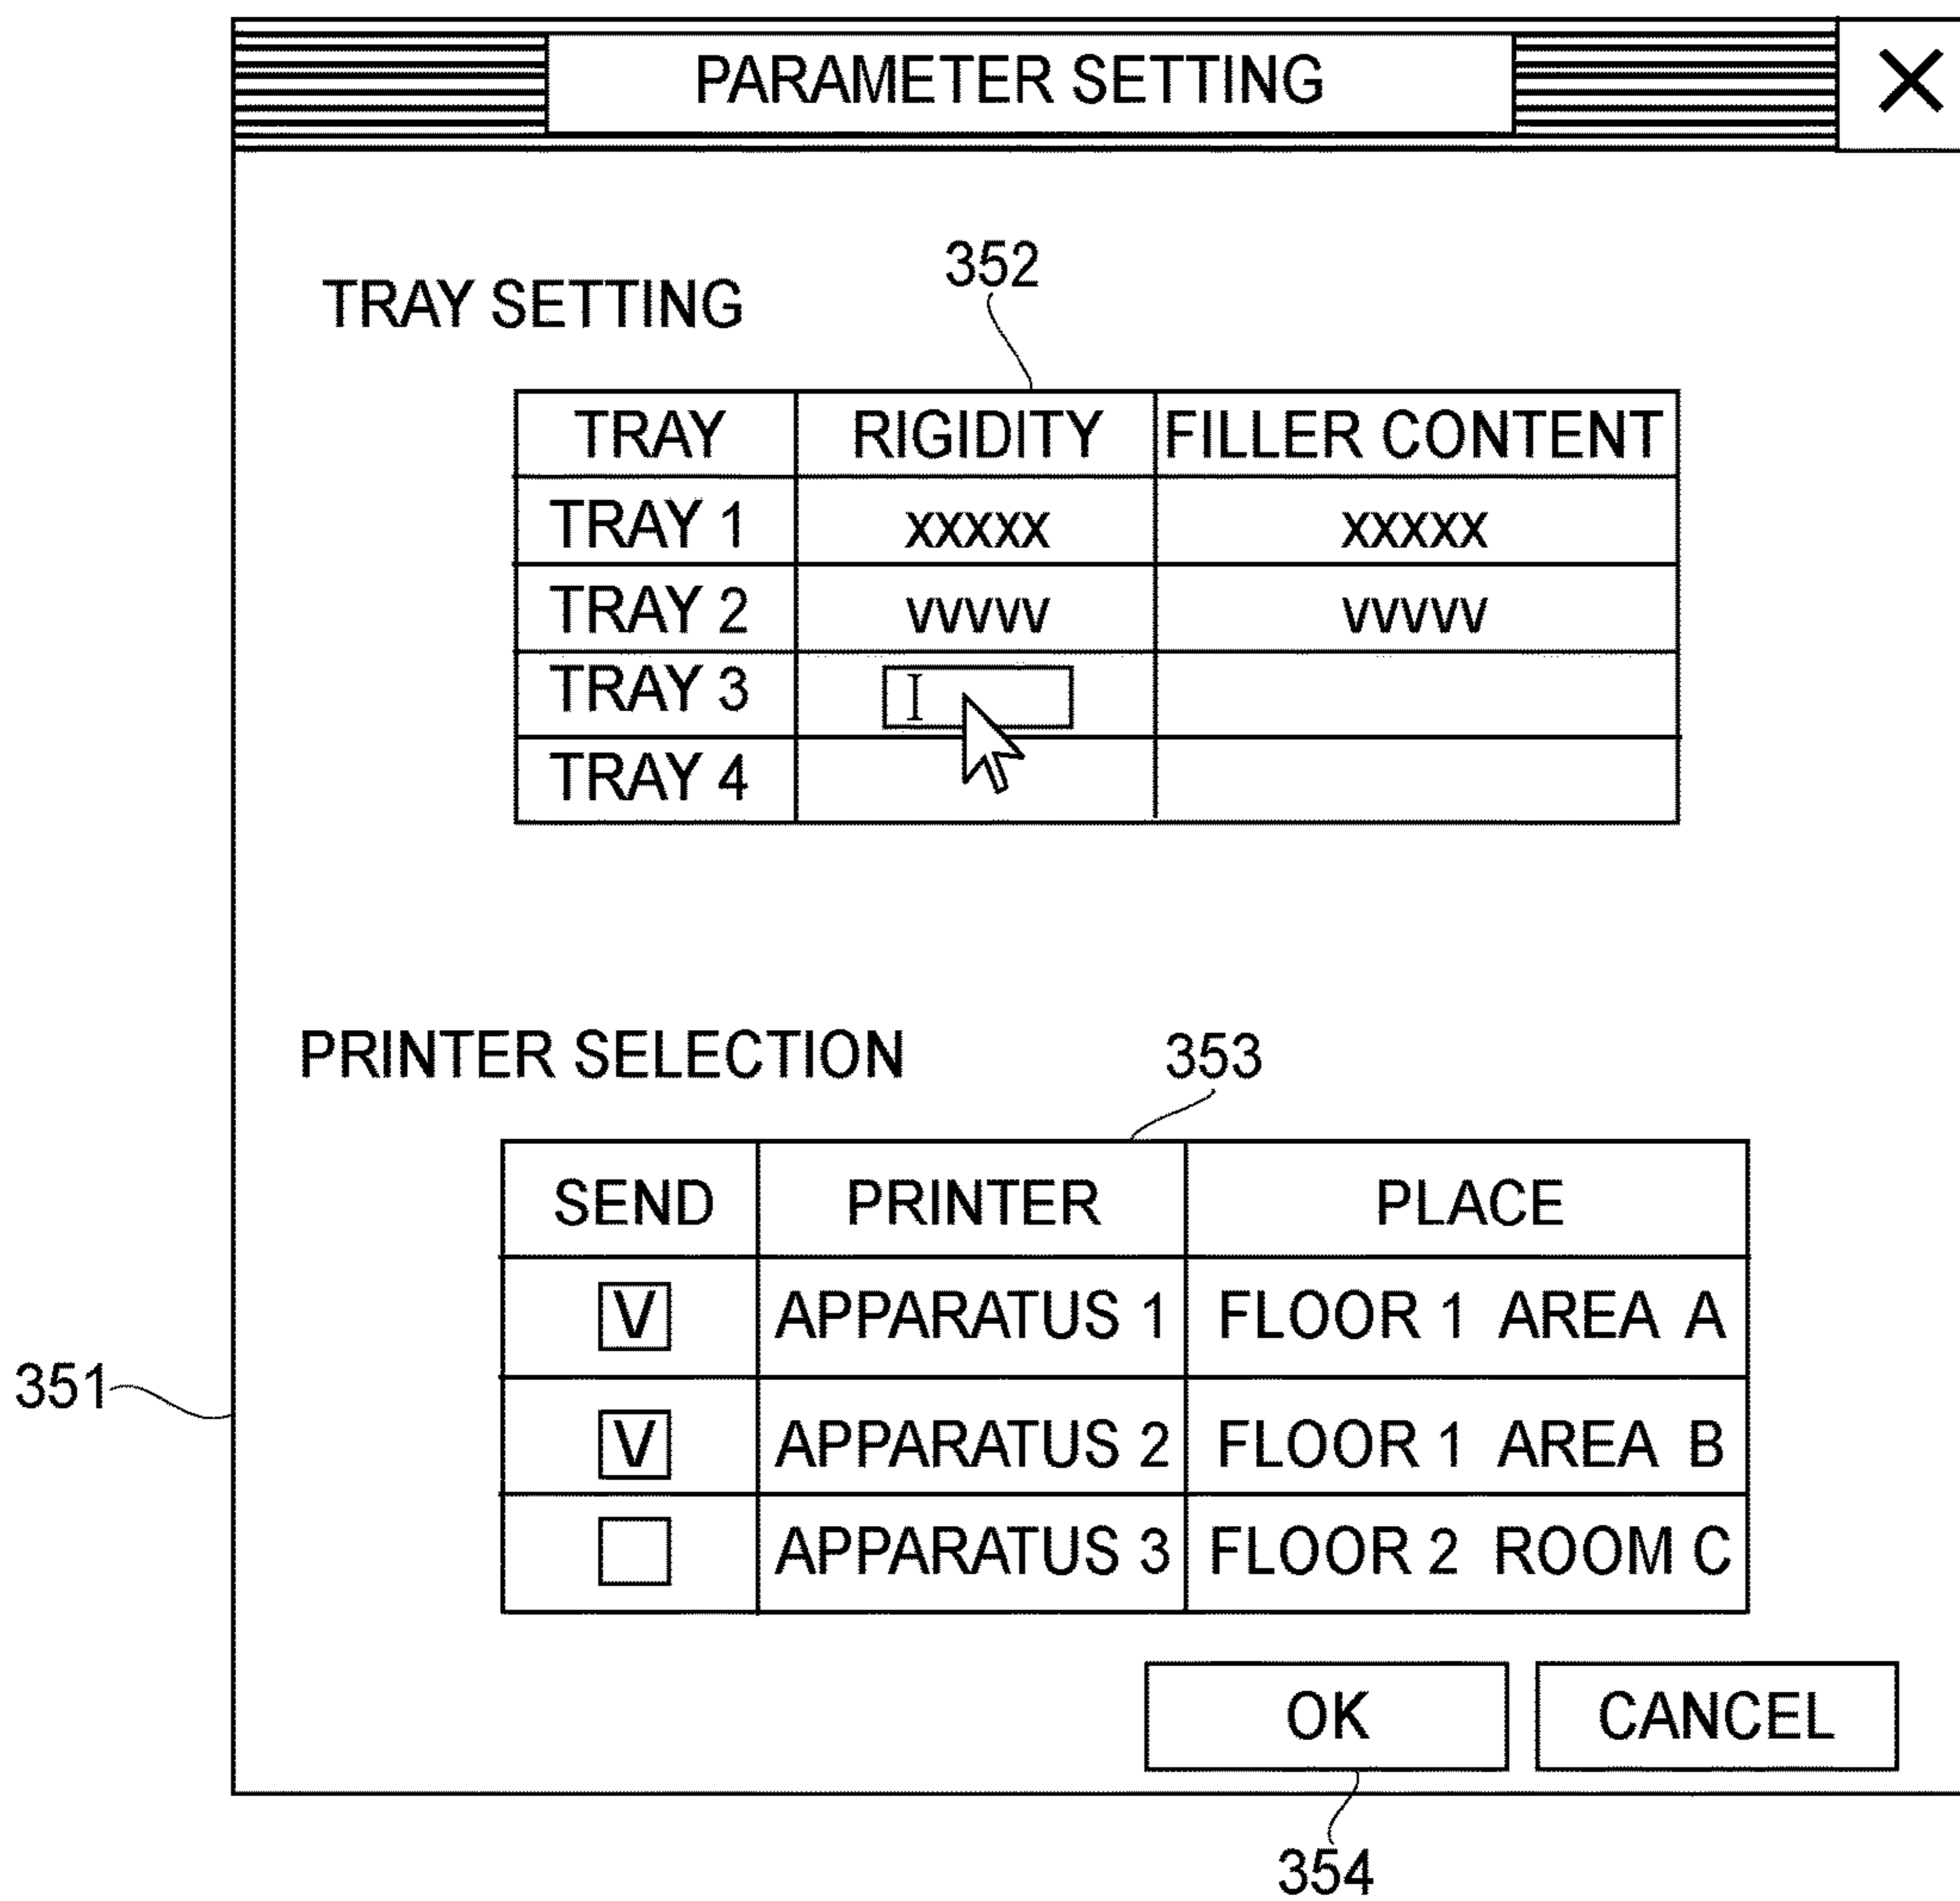 PARAMETER SETTING X
352
TRAY SETTING
TRAY RIGIDITY FILLER CONTENT
TRAY 1 xxxxx xxxxx
TRAY 2 vvvvv vvvvv
TRAY 3
TRAY 4
PRINTER SELECTION 353
SEND PRINTER PLACE
V APPARATUS 1 FLOOR 1 AREA A
351
V APPARATUS 2 FLOOR 1 AREA B
APPARATUS 3 FLOOR 2 ROOM C
OK CANCEL
354